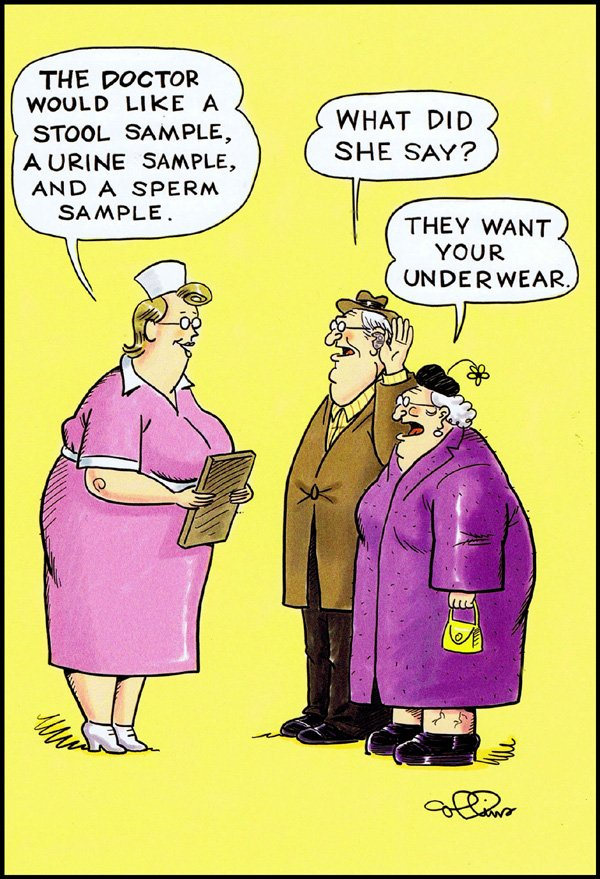 THE DOCTOR
WOULD LIKE A
STOOL SAMPLE,
A URINE SAMPLE,
AND A SPERM
SAMPLE.
WHAT DID
SHE SAY?
THEY WANT
YOUR
UNDERWEAR.